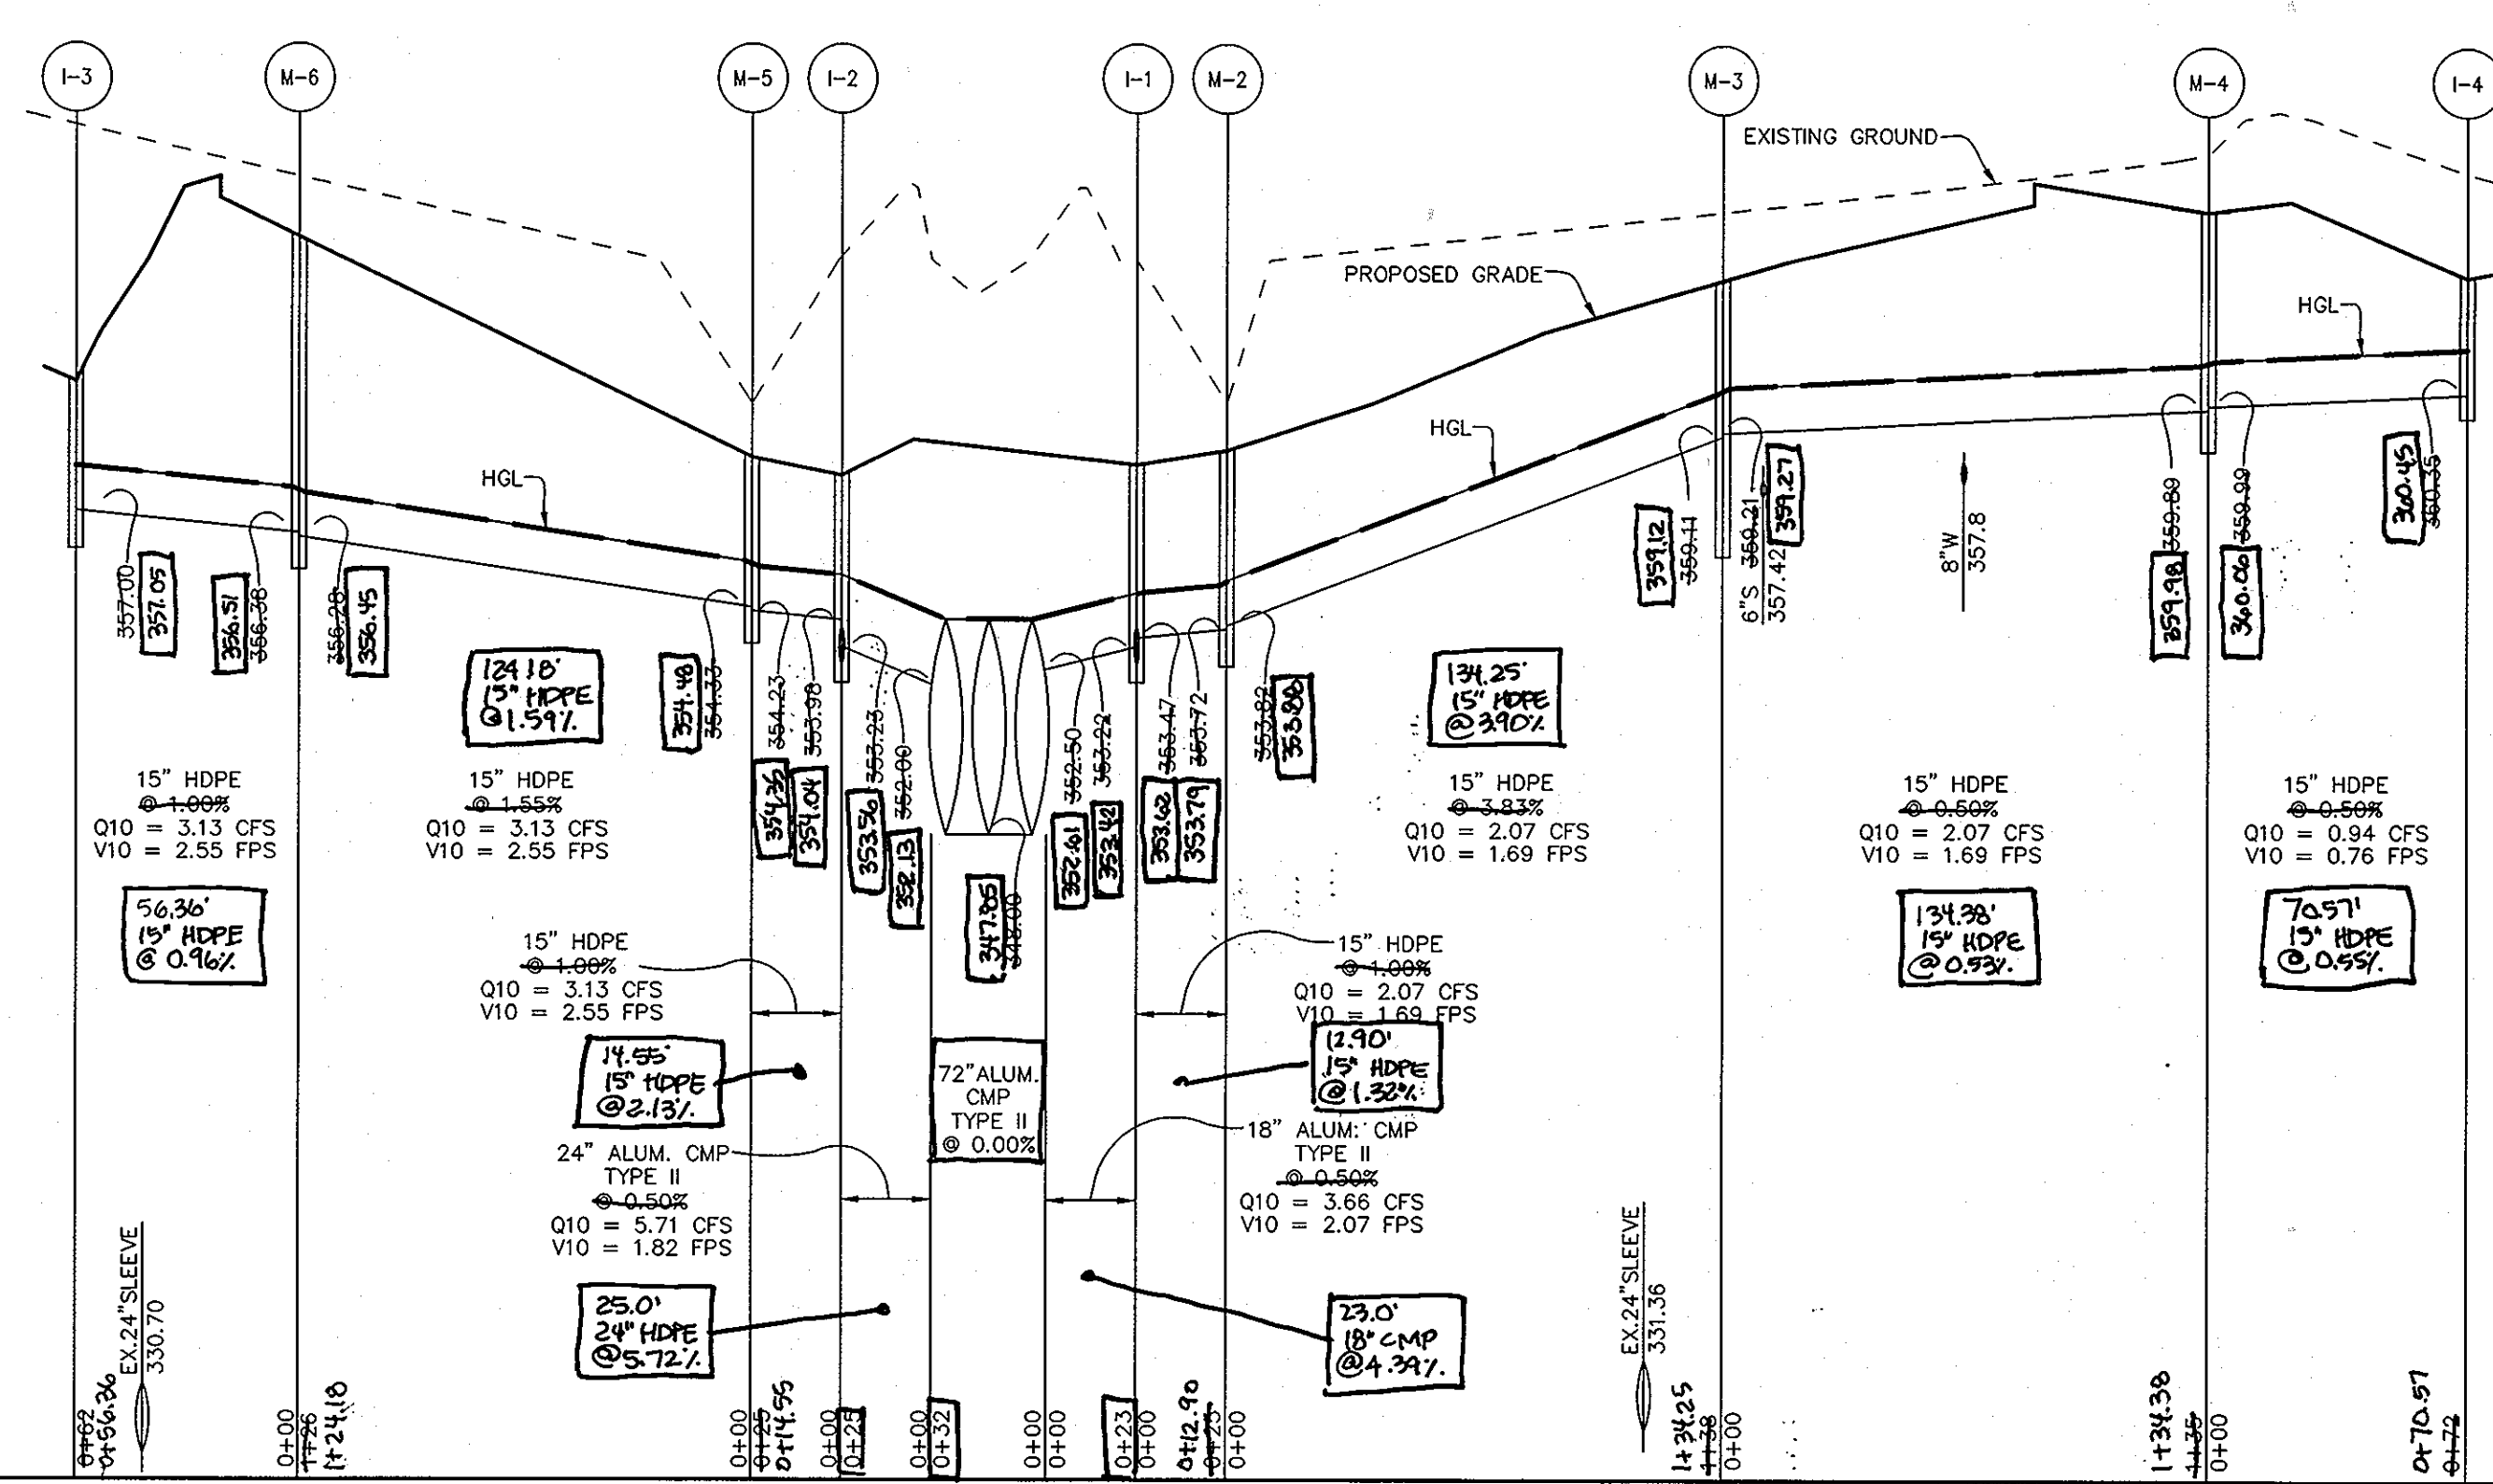 I-3
M-6
M-5
I-2
I-1
M-2
M-3
M-4
I-4
EXISTING GROUND
PROPOSED GRADE
HGL
HGL
HGL
357.00
357.05
356.51
356.38
356.28
356.45
124.18'
15" HDPE
@1.59%
354.48
354.33
354.23
353.98
354.35
354.04
353.23
352.00
353.56
352.13
347.85
348.00
352.50
353.22
352.61
353.42
353.47
353.72
353.62
353.79
353.82
353.88
134.25'
15" HDPE
@3.90%
359.12
359.11
359.21
359.27
6"S
357.42
8"W
357.8
359.89
359.98
359.99
360.06
360.45
360.35
15" HDPE
@ 1.00%
Q10 = 3.13 CFS
V10 = 2.55 FPS
15" HDPE
@ 1.55%
Q10 = 3.13 CFS
V10 = 2.55 FPS
15" HDPE
@ 3.83%
Q10 = 2.07 CFS
V10 = 1.69 FPS
15" HDPE
@ 0.50%
Q10 = 2.07 CFS
V10 = 1.69 FPS
15" HDPE
@ 0.50%
Q10 = 0.94 CFS
V10 = 0.76 FPS
56.36'
15" HDPE
@ 0.96%
134.38'
15" HDPE
@0.53%
70.57'
15" HDPE
@0.55%
15" HDPE
@ 1.00%
Q10 = 3.13 CFS
V10 = 2.55 FPS
15" HDPE
@ 1.00%
Q10 = 2.07 CFS
V10 = 1.69 FPS
14.55'
15" HDPE
@2.13%
72"ALUM.
CMP
TYPE II
@ 0.00%
12.90'
15" HDPE
@1.32%
24" ALUM. CMP
TYPE II
@ 0.50%
Q10 = 5.71 CFS
V10 = 1.82 FPS
18" ALUM. CMP
TYPE II
@ 0.50%
Q10 = 3.66 CFS
V10 = 2.07 FPS
25.0'
24" HDPE
@5.72%
23.0'
18" CMP
@4.39%
EX.24"SLEEVE
330.70
EX.24"SLEEVE
331.36
0+62
0+56.36
0+00
1+26
1+24.18
0+00
0+25
0+14.55
0+00
0+25
0+00
0+32
0+00
0+00
0+23
0+00
0+12.90
0+23
0+00
1+34.25
1+38
0+00
1+34.38
1+35
0+00
0+70.57
0+72